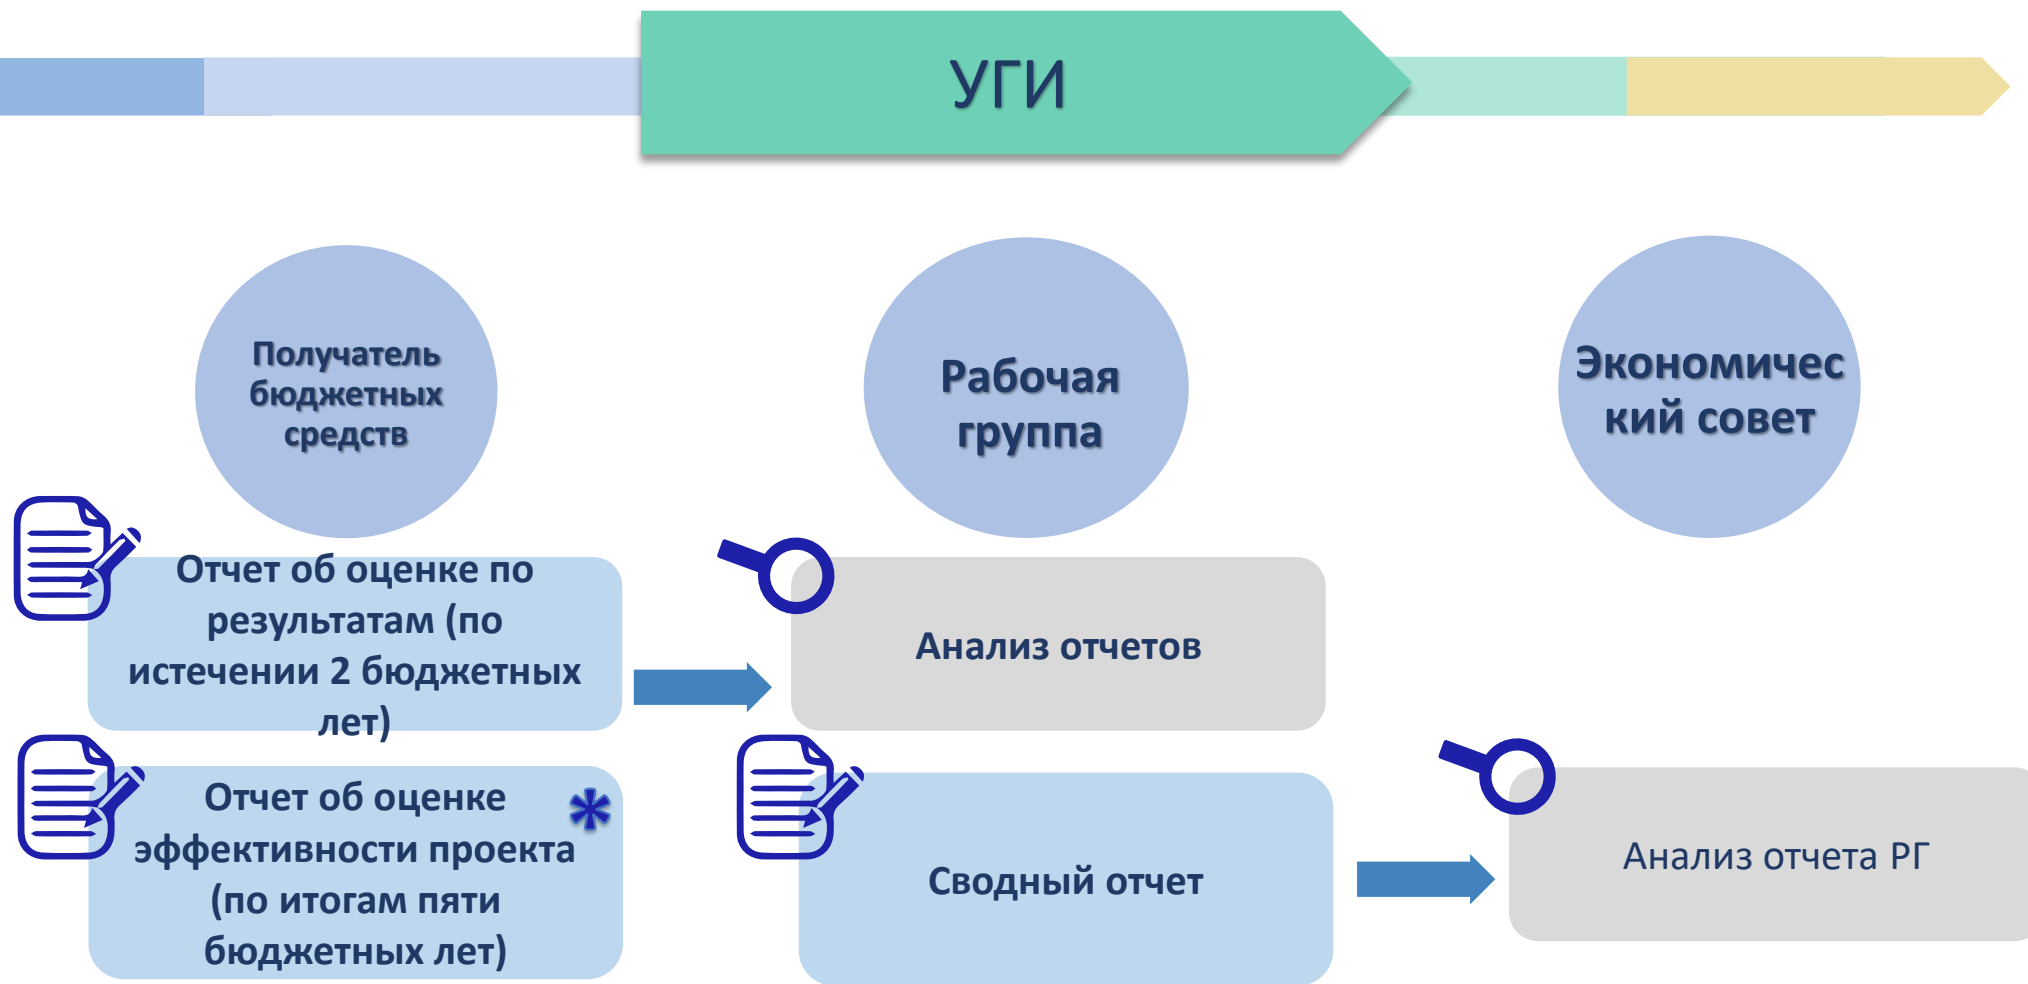 УГИ
Получатель
бюджетных
средств
Рабочая
группа
Экономичес
кий совет
Отчет об оценке по
результатам (по
истечении 2 бюджетных
лет)
Анализ отчетов
Отчет об оценке
эффективности проекта *
(по итогам пяти
бюджетных лет)
Сводный отчет
Анализ отчета РГ